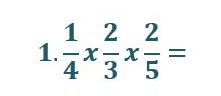 1. 1/4 x 2/3 x 2/5 =